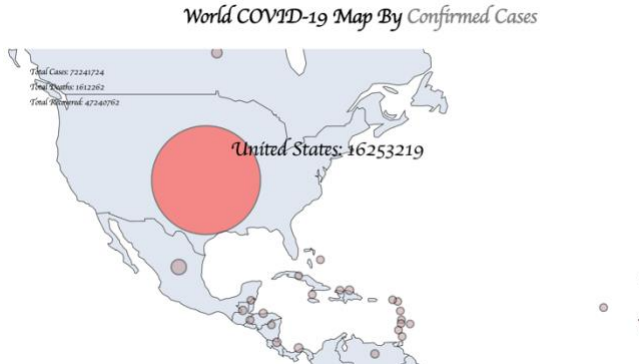 World COVID-19 Map By Confirmed Cases
Total Cases: 72241724
Total Deaths: 1612262
Total Recovered: 47240762
United States: 16253219